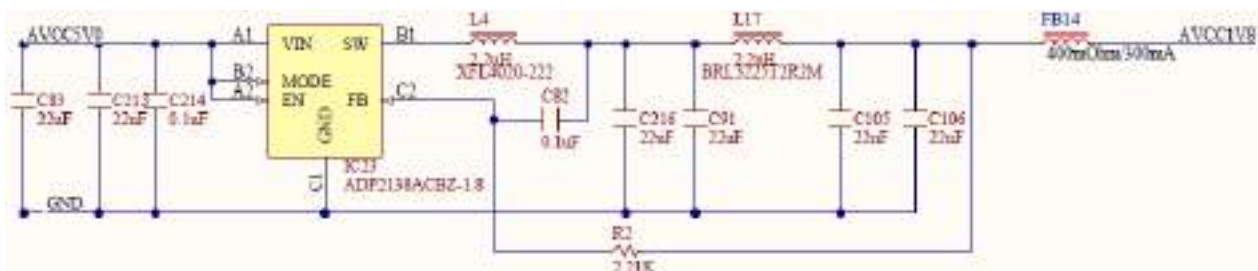 L4
L17
FB14
AVCC5V0
A1
VIN
SW
B1
AVCC1V8
2.2uH
XFL4020-222
2.2uH
BRL3225T2R2M
400mOhm/300mA
B2
MODE
A2
EN
FB
C2
C83
22uF
C213
22uF
C214
0.1uF
GND
C82
0.1uF
C216
22uF
C91
22uF
C105
22uF
C106
22uF
C1
IC23
ADP2138ACBZ-1.8
GND
R2
2.21K